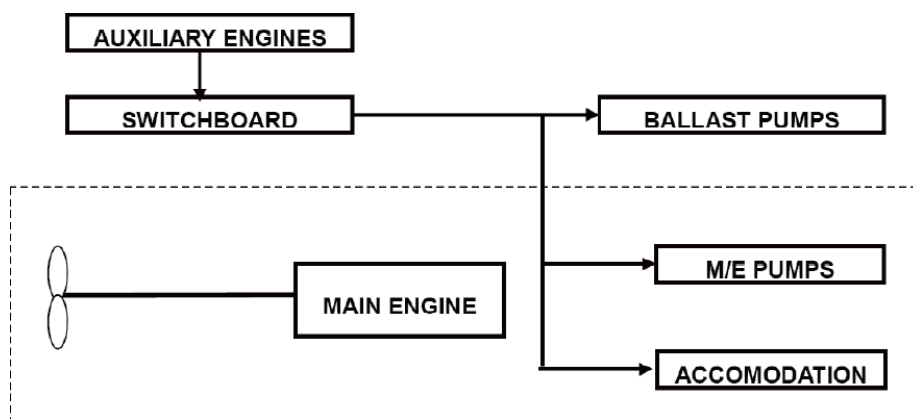 AUXILIARY ENGINES
SWITCHBOARD
BALLAST PUMPS
M/E PUMPS
MAIN ENGINE
ACCOMODATION